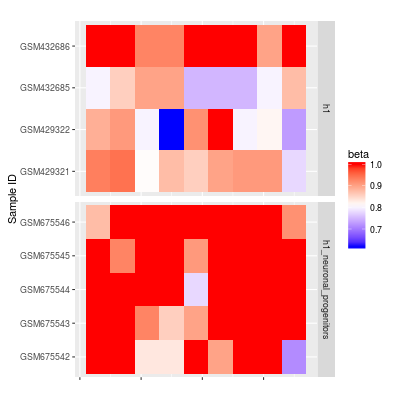 GSM432686
GSM432685
GSM429322
GSM429321
h1
GSM675546
GSM675545
GSM675544
GSM675543
GSM675542
h1_neuronal_progenitors
Sample ID
beta
1.0
0.9
0.8
0.7